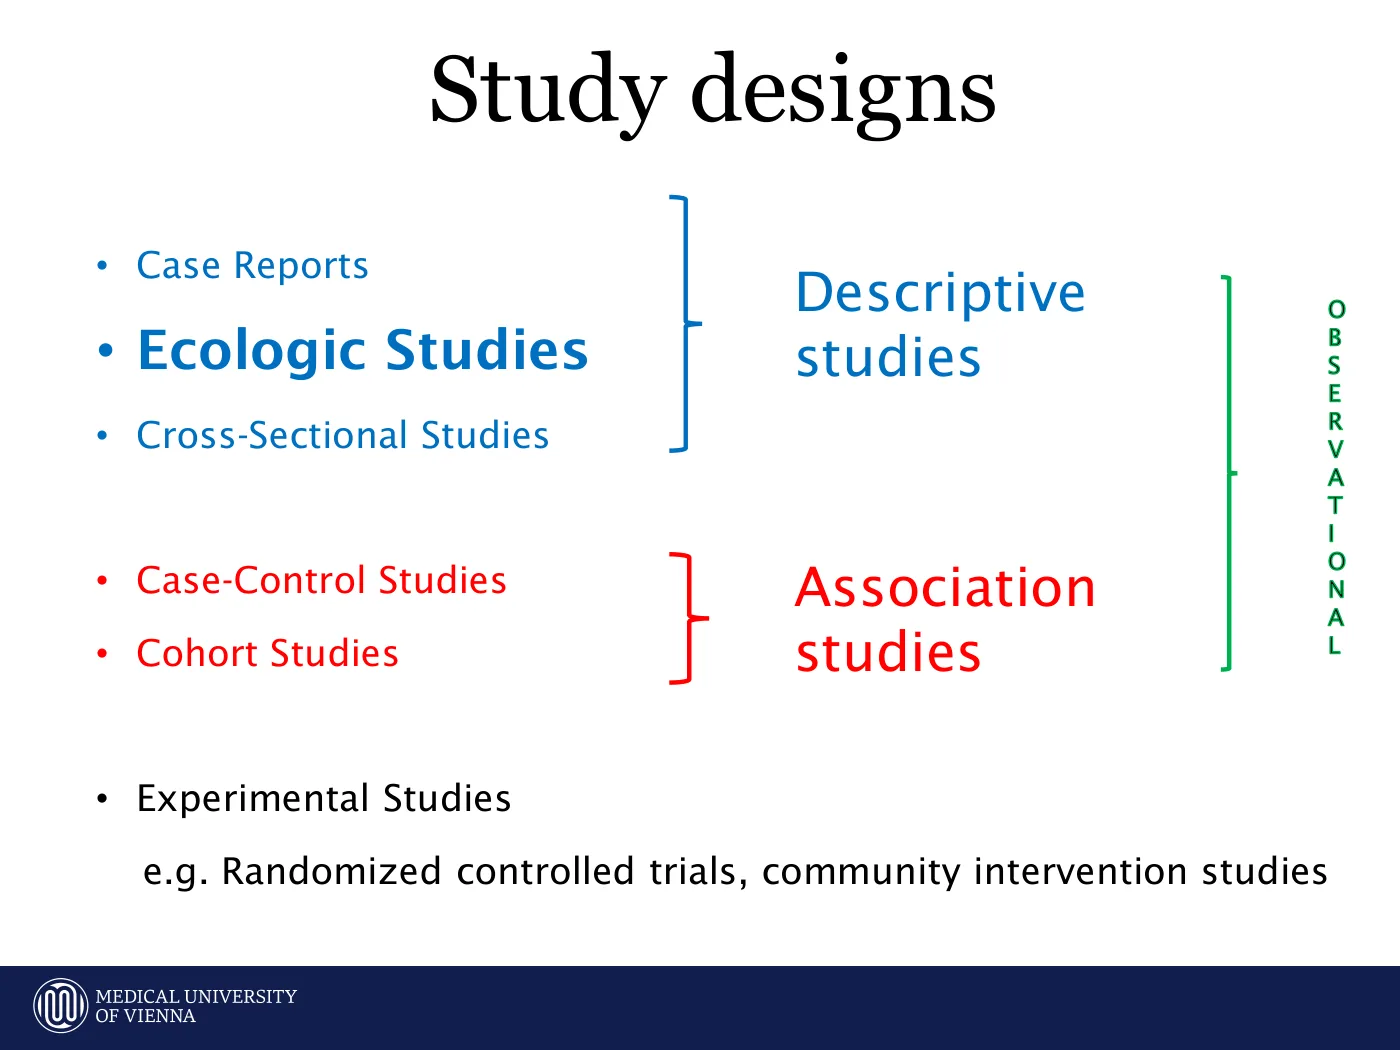 Study designs
• Case Reports
• Ecologic Studies
• Cross-Sectional Studies
Descriptive
studies
• Case-Control Studies
• Cohort Studies
Association
studies
OBSERVATIONAL
• Experimental Studies
e.g. Randomized controlled trials, community intervention studies
MEDICAL UNIVERSITY
OF VIENNA